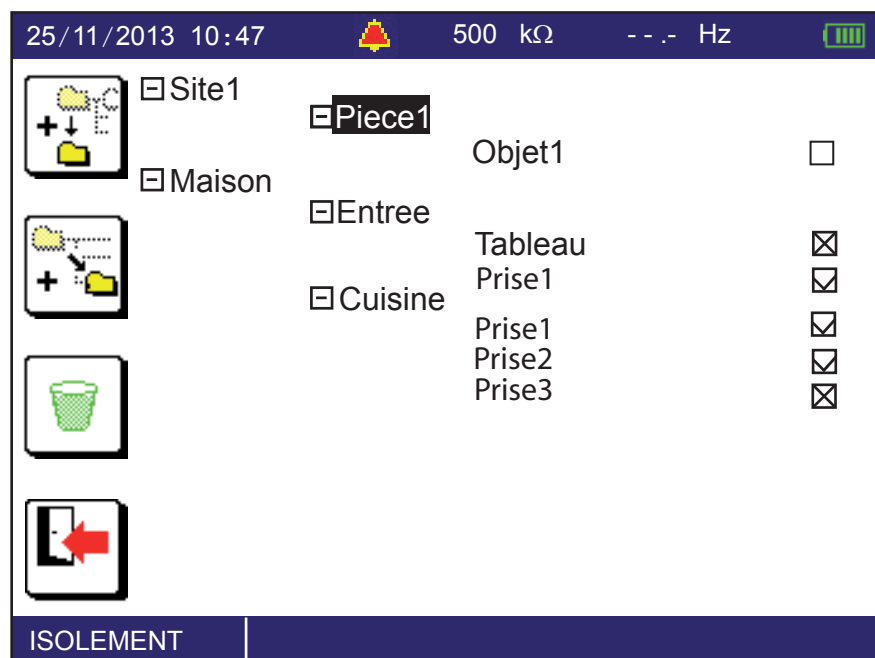 25/11/2013 10:47 500 kΩ - - .- Hz
Site1
Piece1
Objet1
Maison
Entree
Tableau
Prise1
Cuisine
Prise1
Prise2
Prise3
ISOLEMENT